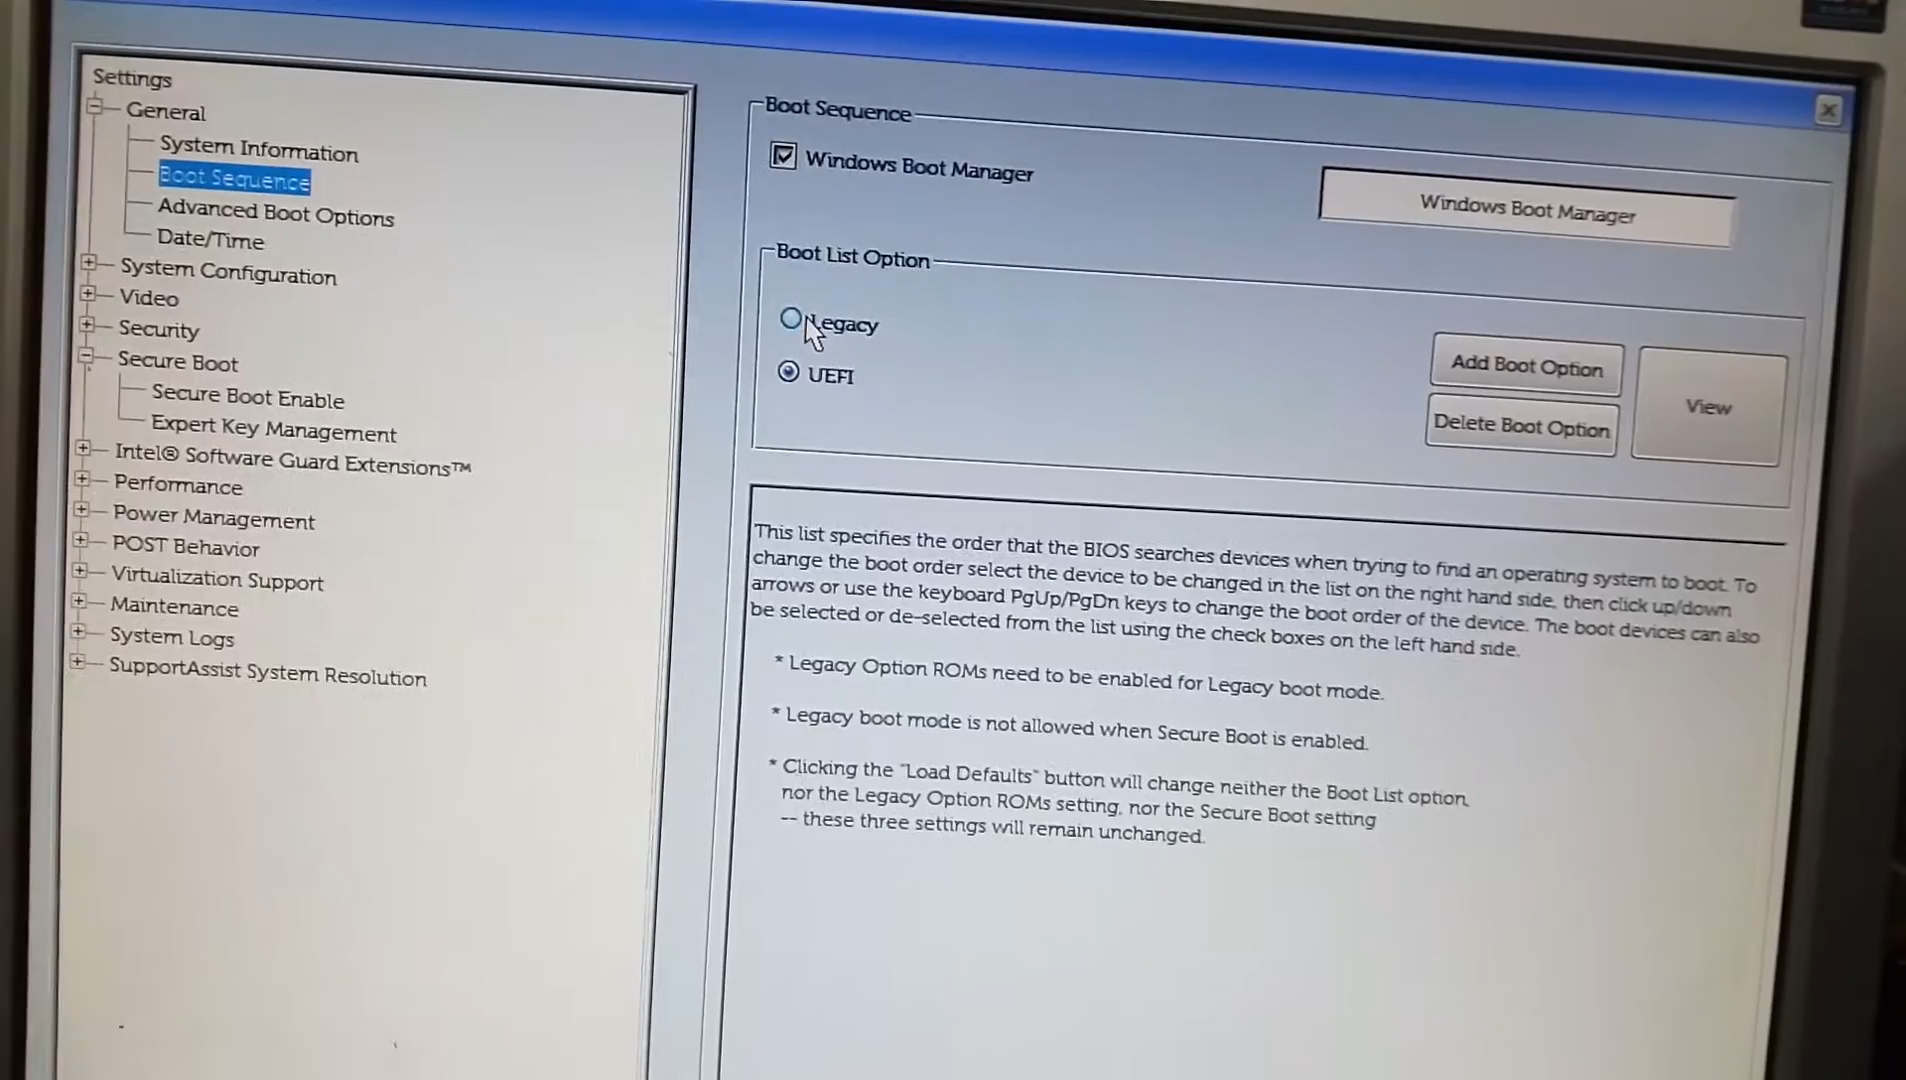 Settings
General
System Information
Boot Sequence
Advanced Boot Options
Date/Time
System Configuration
Video
Security
Secure Boot
Secure Boot Enable
Expert Key Management
Intel® Software Guard Extensions™
Performance
Power Management
POST Behavior
Virtualization Support
Maintenance
System Logs
SupportAssist System Resolution
Boot Sequence
Windows Boot Manager
Windows Boot Manager
Boot List Option
Legacy
UEFI
Add Boot Option
Delete Boot Option
View
This list specifies the order that the BIOS searches devices when trying to find an operating system to boot. To
change the boot order select the device to be changed in the list on the right hand side, then click up/down
arrows or use the keyboard PgUp/PgDn keys to change the boot order of the device. The boot devices can also
be selected or de-selected from the list using the check boxes on the left hand side.
* Legacy Option ROMs need to be enabled for Legacy boot mode.
* Legacy boot mode is not allowed when Secure Boot is enabled.
* Clicking the "Load Defaults" button will change neither the Boot List option,
nor the Legacy Option ROMs setting, nor the Secure Boot setting
-- these three settings will remain unchanged.